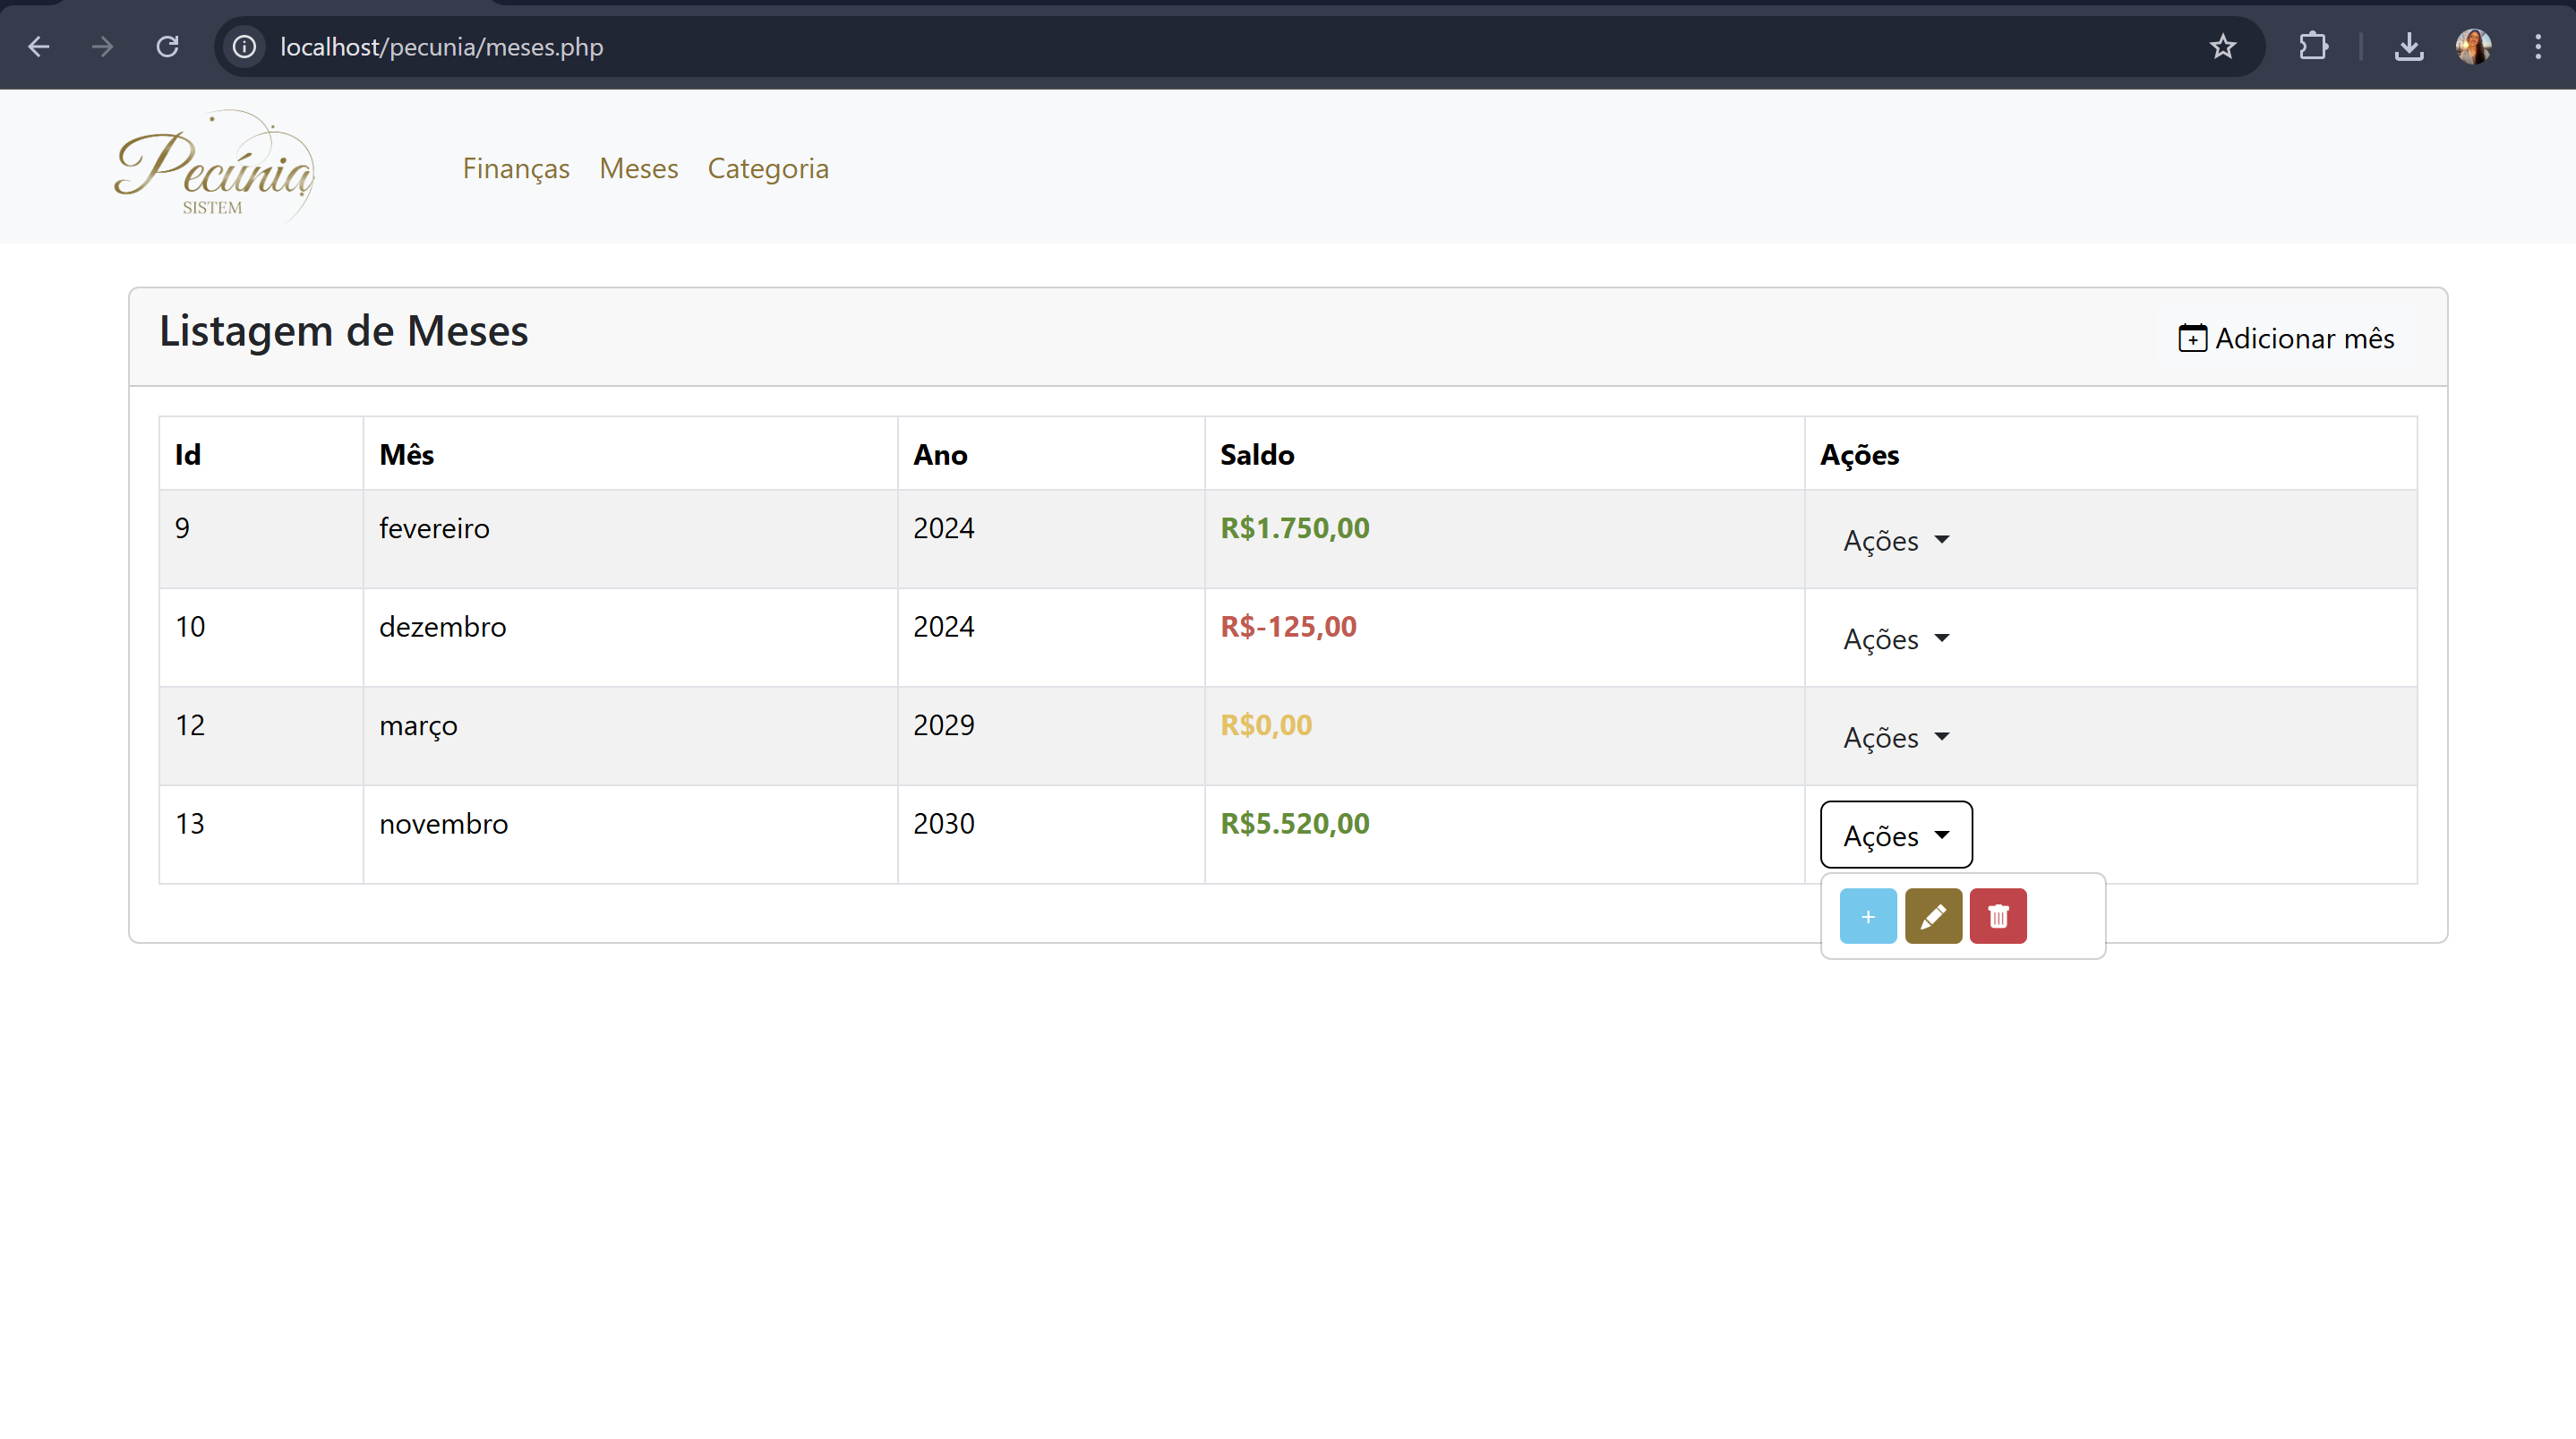 localhost/pecunia/meses.php
Pecúnia
SISTEM
Finanças Meses Categoria
Listagem de Meses
Adicionar mês
Id Mês Ano Saldo Ações
9 fevereiro 2024 R$1.750,00 Ações
10 dezembro 2024 R$-125,00 Ações
12 março 2029 R$0,00 Ações
13 novembro 2030 R$5.520,00 Ações
+